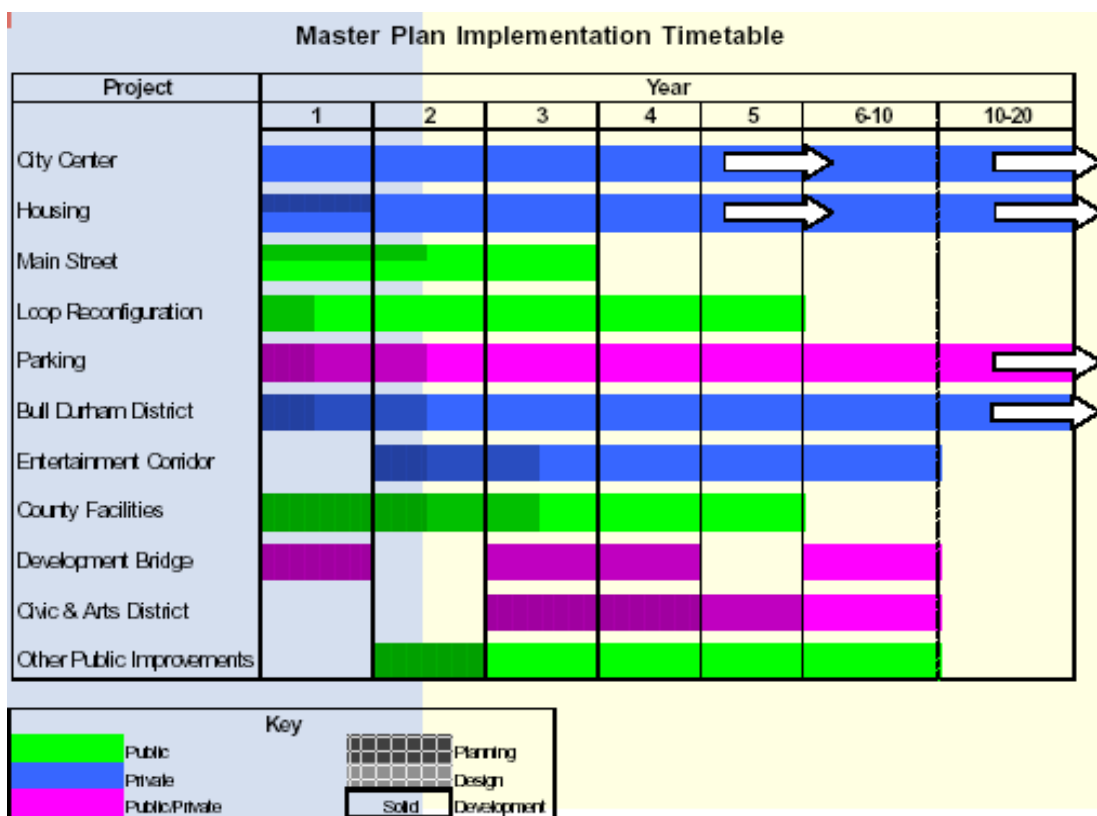 Master Plan Implementation Timetable
Project Year
1 2 3 4 5 6-10 10-20
City Center
Housing
Main Street
Loop Reconfiguration
Parking
Bull Durham District
Entertainment Corridor
County Facilities
Development Bridge
Civic & Arts District
Other Public Improvements
Key
Public Planning
Private Design
Public/Private Solid Development